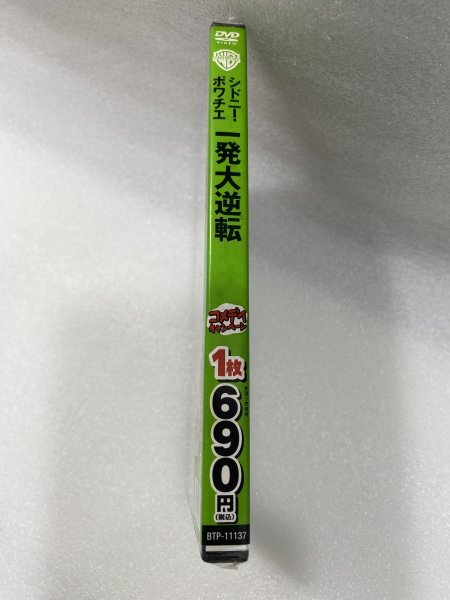 DVD
VIDEO
WB
シドニー・
ポワチエ
一発大逆転
コメディ
キャンペーン
1枚
690円
(税込)
BTP-11137